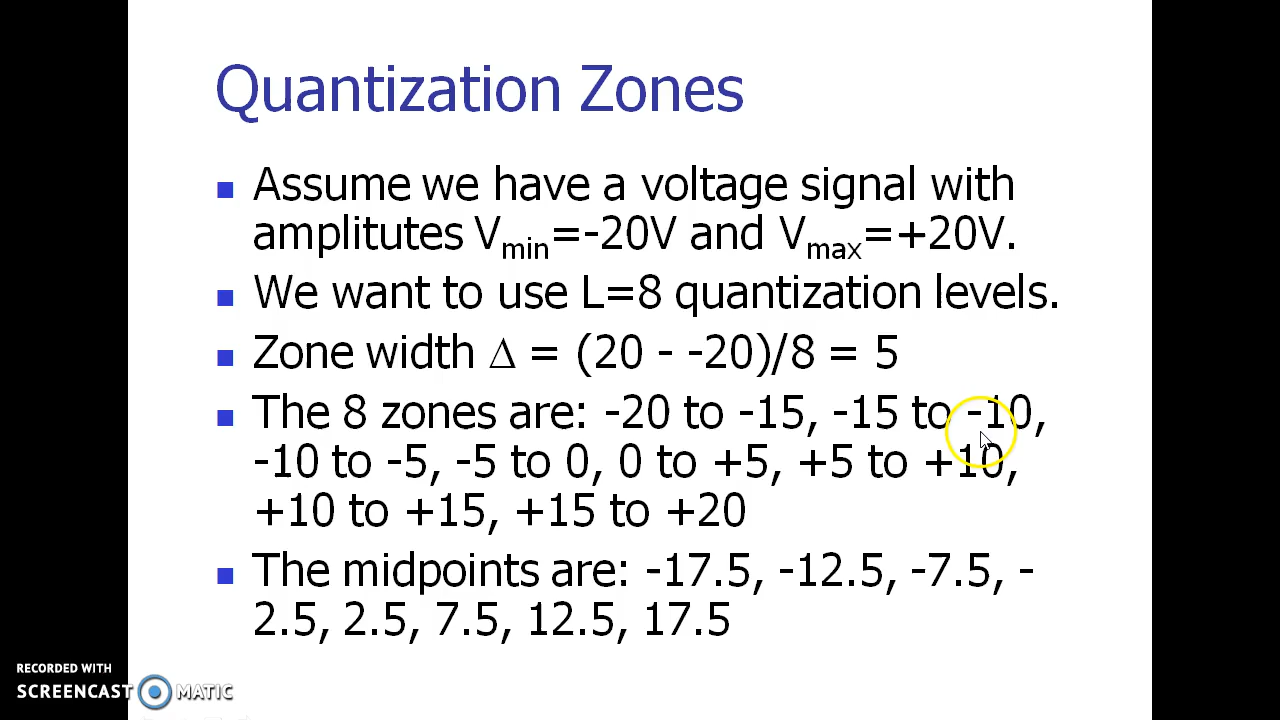 Quantization Zones
Assume we have a voltage signal with
amplitutes Vmin=-20V and Vmax=+20V.
We want to use L=8 quantization levels.
Zone width Δ = (20 - -20)/8 = 5
The 8 zones are: -20 to -15, -15 to -10,
-10 to -5, -5 to 0, 0 to +5, +5 to +10,
+10 to +15, +15 to +20
The midpoints are: -17.5, -12.5, -7.5, -
2.5, 2.5, 7.5, 12.5, 17.5
RECORDED WITH
SCREENCAST MATIC